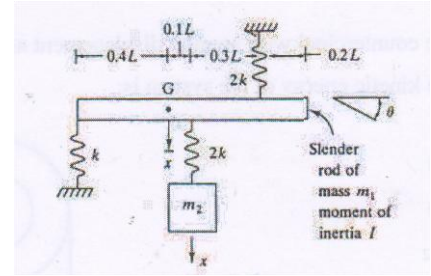 0.1L
0.4L
0.3L
0.2L
2k
G
θ
k
x
2k
Slender
rod of
mass m₁
moment of
inertia I
m₂
x